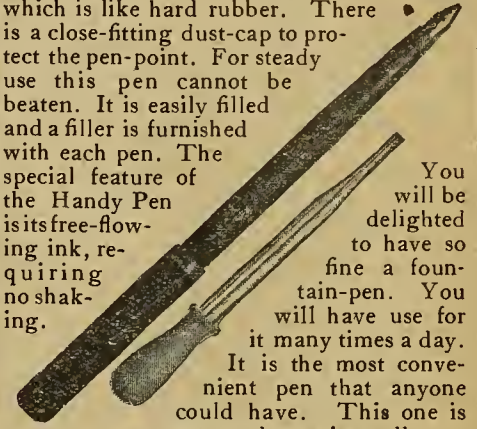 which is like hard rubber. There
is a close-fitting dust-cap to pro-
tect the pen-point. For steady
use this pen cannot be
beaten. It is easily filled
and a filler is furnished
with each pen. The
special feature of
the Handy Pen
is its free-flow-
ing ink, re-
quiring
no shak-
ing.
You
will be
delighted
to have so
fine a foun-
tain-pen. You
will have use for
it many times a day.
It is the most conve-
nient pen that anyone
could have. This one is